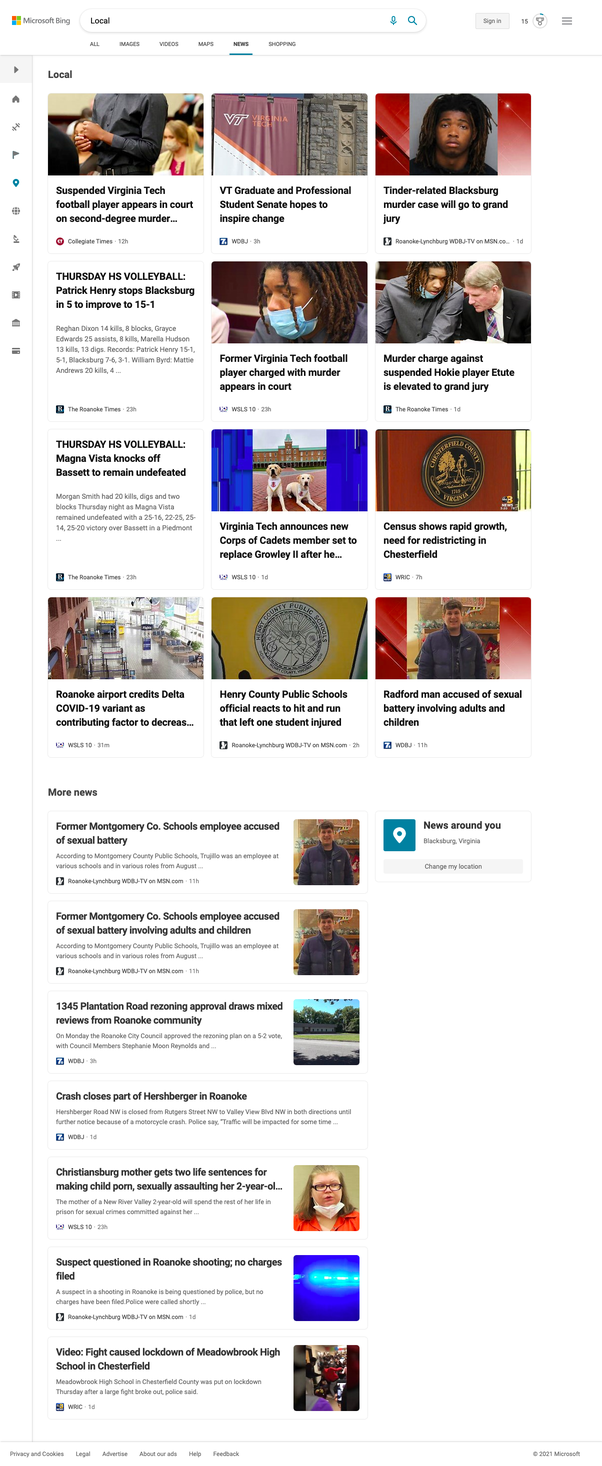 Microsoft Bing
Local
Sign in
15
ALL
IMAGES
VIDEOS
MAPS
NEWS
SHOPPING
Local
VT
VIRGINIA
TECH
Suspended Virginia Tech
football player appears in court
on second-degree murder...
Collegiate Times · 12h
VT Graduate and Professional
Student Senate hopes to
inspire change
WDBJ · 3h
Tinder-related Blacksburg
murder case will go to grand
jury
Roanoke-Lynchburg WDBJ-TV on MSN.co... · 1d
THURSDAY HS VOLLEYBALL:
Patrick Henry stops Blacksburg
in 5 to improve to 15-1
Reghan Dixon 14 kills, 8 blocks, Grayce
Edwards 25 assists, 8 kills, Marella Hudson
13 kills, 13 digs. Records: Patrick Henry 15-1,
5-1, Blacksburg 7-6, 3-1. William Byrd: Mattie
Andrews 20 kills, 4 ...
The Roanoke Times · 23h
Former Virginia Tech football
player charged with murder
appears in court
WSLS 10 · 23h
Murder charge against
suspended Hokie player Etute
is elevated to grand jury
The Roanoke Times · 1d
THURSDAY HS VOLLEYBALL:
Magna Vista knocks off
Bassett to remain undefeated
Morgan Smith had 20 kills, digs and two
blocks Thursday night as Magna Vista
remained undefeated with a 25-16, 22-25, 25-
14, 25-20 victory over Bassett in a Piedmont
...
The Roanoke Times · 23h
Virginia Tech announces new
Corps of Cadets member set to
replace Growley II after he...
WSLS 10 · 1d
CHESTERFIELD COUNTY
1749
VIRGINIA
Census shows rapid growth,
need for redistricting in
Chesterfield
WRIC · 7h
Roanoke airport credits Delta
COVID-19 variant as
contributing factor to decreas...
WSLS 10 · 31m
HENRY COUNTY PUBLIC SCHOOLS
Henry County Public Schools
official reacts to hit and run
that left one student injured
Roanoke-Lynchburg WDBJ-TV on MSN.com · 2h
Radford man accused of sexual
battery involving adults and
children
WDBJ · 11h
More news
Former Montgomery Co. Schools employee accused
of sexual battery
According to Montgomery County Public Schools, Trujillo was an employee at
various schools and in various roles from August ...
Roanoke-Lynchburg WDBJ-TV on MSN.com · 11h
News around you
Blacksburg, Virginia
Change my location
Former Montgomery Co. Schools employee accused
of sexual battery involving adults and children
According to Montgomery County Public Schools, Trujillo was an employee at
various schools and in various roles from August ...
Roanoke-Lynchburg WDBJ-TV on MSN.com · 11h
1345 Plantation Road rezoning approval draws mixed
reviews from Roanoke community
On Monday the Roanoke City Council approved the rezoning plan on a 5-2 vote,
with Council Members Stephanie Moon Reynolds and ...
WDBJ · 3h
Crash closes part of Hershberger in Roanoke
Hershberger Road NW is closed from Rutgers Street NW to Valley View Blvd NW in both directions until
further notice because of a motorcycle crash. Police say, "Traffic will be impacted for some time ...
WDBJ · 1d
Christiansburg mother gets two life sentences for
making child porn, sexually assaulting her 2-year-ol...
The mother of a New River Valley 2-year-old will spend the rest of her life in
prison for sexual crimes committed against her ...
WSLS 10 · 23h
Suspect questioned in Roanoke shooting; no charges
filed
A suspect in a shooting in Roanoke is being questioned by police, but no
charges have been filed.Police were called shortly ...
Roanoke-Lynchburg WDBJ-TV on MSN.com · 1d
Video: Fight caused lockdown of Meadowbrook High
School in Chesterfield
Meadowbrook High School in Chesterfield County was put on lockdown
Thursday after a large fight broke out, police said.
WRIC · 1d
Privacy and Cookies
Legal
Advertise
About our ads
Help
Feedback
© 2021 Microsoft